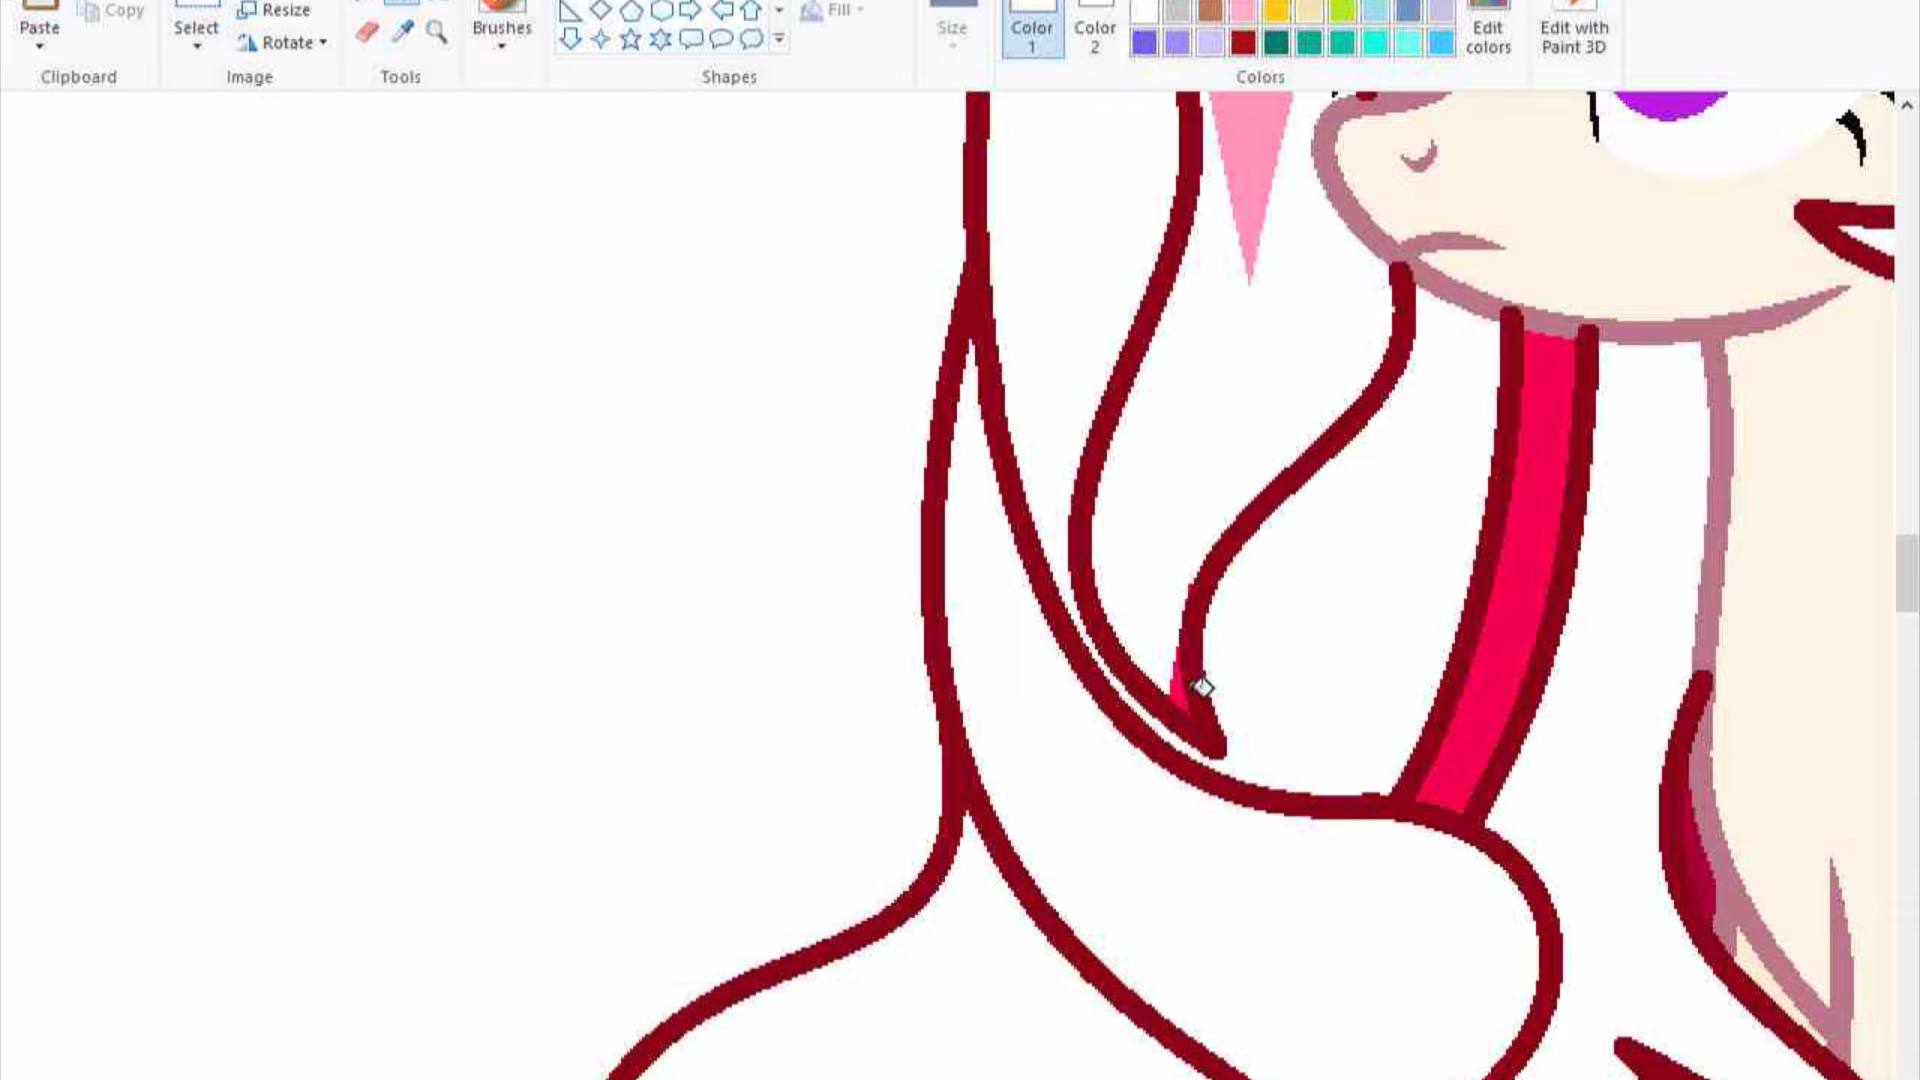 Paste
Copy
Select
Resize
Rotate
Brushes
Fill
Size
Color
1
Color
2
Edit
colors
Edit with
Paint 3D
Clipboard
Image
Tools
Shapes
Colors